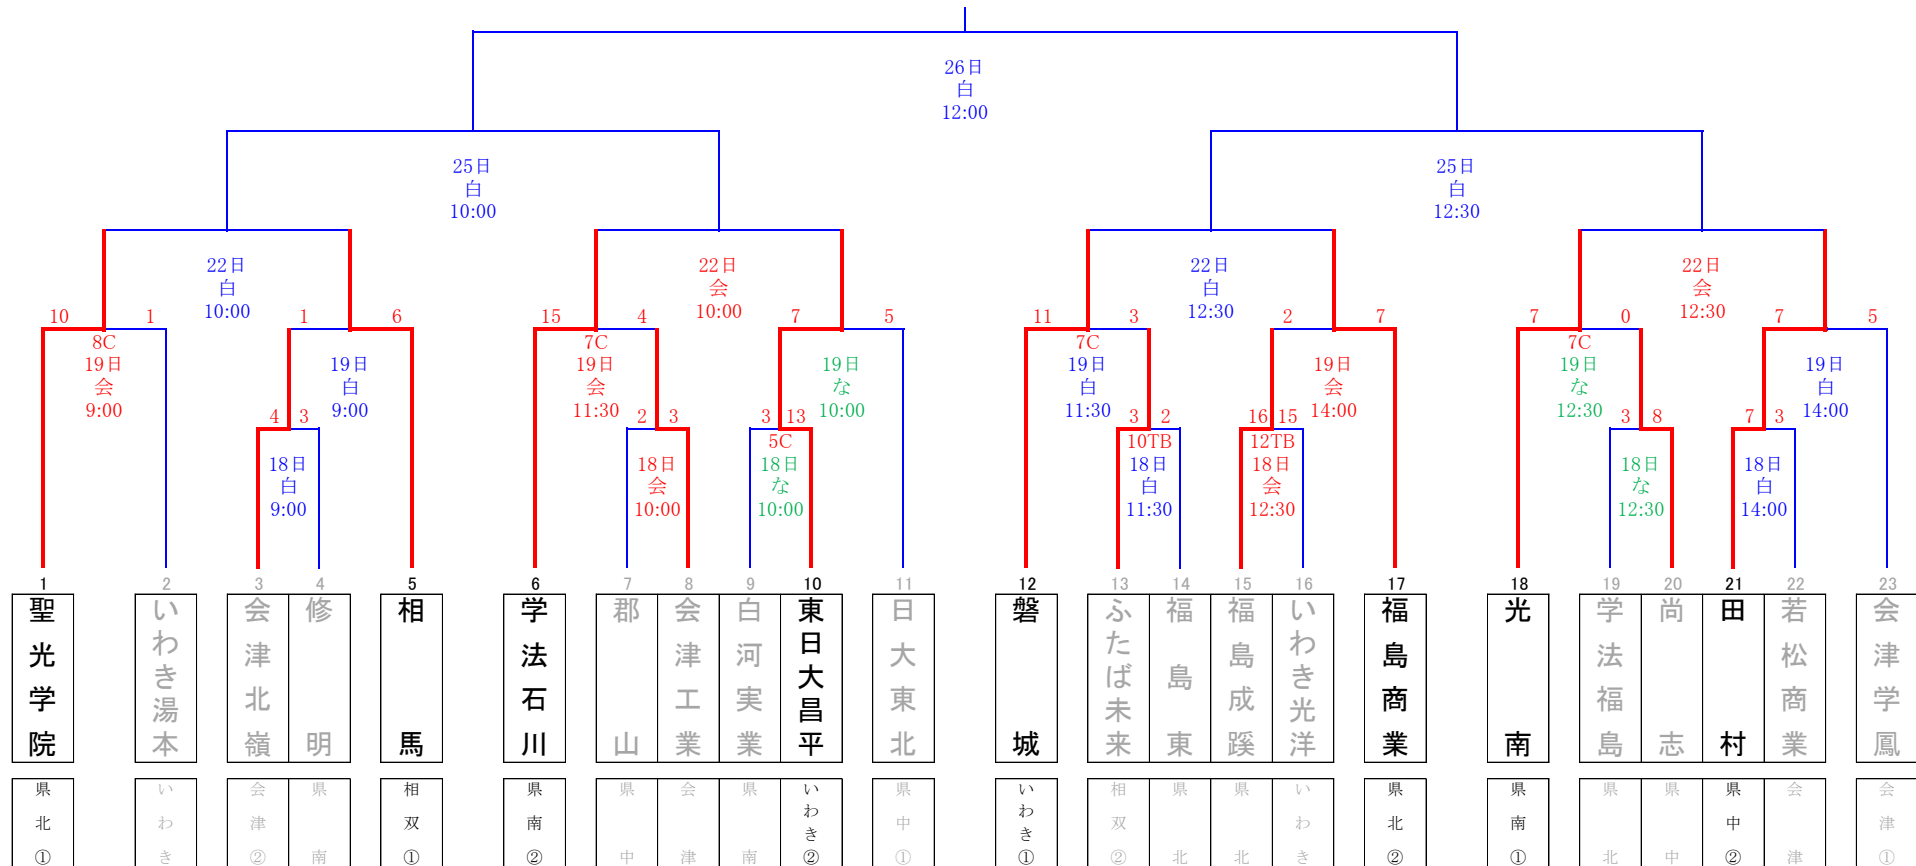 26日
白
12:00
25日
白
10:00
25日
白
12:30
22日
白
10:00
22日
会
10:00
22日
白
12:30
22日
会
12:30
10 1 1 6 15 4 7 5 11 3 2 7 7 0 7 5
8C
19日
会
9:00
19日
白
9:00
7C
19日
会
11:30
19日
な
10:00
7C
19日
白
11:30
19日
会
14:00
7C
19日
な
12:30
19日
白
14:00
4 3 2 3 3 13 3 2 16 15 3 8 7 3
18日
白
9:00
18日
会
10:00
5C
18日
な
10:00
10TB
18日
白
11:30
12TB
18日
会
12:30
18日
な
12:30
18日
白
14:00
1 2 3 4 5 6 7 8 9 10 11 12 13 14 15 16 17 18 19 20 21 22 23
聖光学院
いわき湯本
会津北嶺
修明
相馬
学法石川
郡山
会津工業
白河実業
東日大昌平
日大東北
磐城
ふたば未来
福島東
福島成蹊
いわき光洋
福島商業
光南
学法福島
尚志
田村
若松商業
会津学鳳
県北①
いわき
会津②
県南
相双①
県南②
県中
会津
県南
いわき②
県中①
いわき①
相双②
県北
県北
いわき
県北②
県南①
県北
県中
県中②
会津
会津①